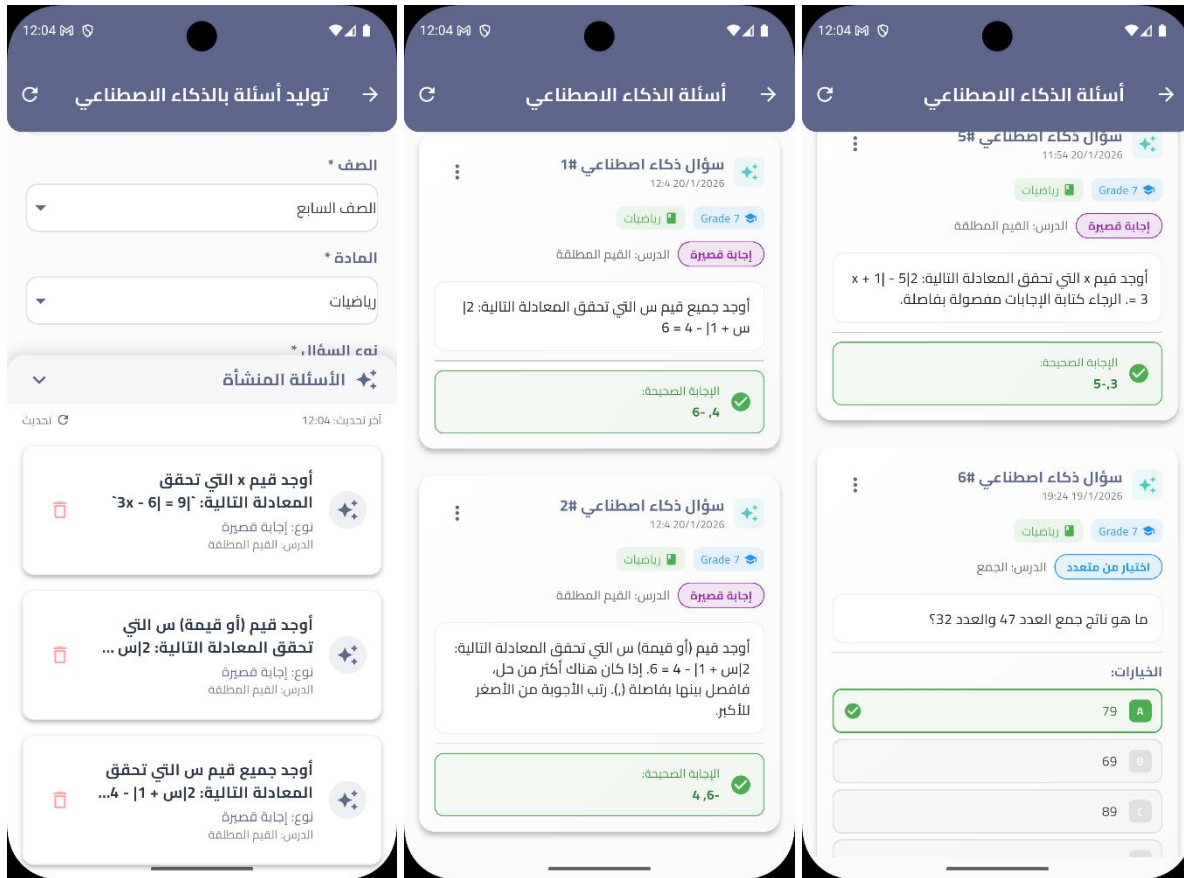 12:04
توليد أسئلة بالذكاء الاصطناعي
الصف *
الصف السابع
المادة *
رياضيات
نوع السؤال *
الأسئلة المنشأة
آخر تحديث: 12:04
تحديث
أوجد قيم x التي تحقق
المعادلة التالية: `|9 = |6 - 3x`
نوع: إجابة قصيرة
الدرس: القيم المطلقة
أوجد قيم (أو قيمة) س التي
تحقق المعادلة التالية: 2|س ...
نوع: إجابة قصيرة
الدرس: القيم المطلقة
أوجد جميع قيم س التي تحقق
المعادلة التالية: 2|س + 1| - 4...
نوع: إجابة قصيرة
الدرس: القيم المطلقة
12:04
أسئلة الذكاء الاصطناعي
سؤال ذكاء اصطناعي #1
12:4 20/1/2026
Grade 7
رياضيات
إجابة قصيرة
الدرس: القيم المطلقة
أوجد جميع قيم س التي تحقق المعادلة التالية: 2|
س + 1| - 4 = 6
الإجابة الصحيحة:
4, -6
سؤال ذكاء اصطناعي #2
12:4 20/1/2026
Grade 7
رياضيات
إجابة قصيرة
الدرس: القيم المطلقة
أوجد قيم (أو قيمة) س التي تحقق المعادلة التالية:
2|س + 1| - 4 = 6. إذا كان هناك أكثر من حل،
فافصل بينها بفاصلة (,). رتب الأجوبة من الأصغر
للأكبر.
الإجابة الصحيحة:
-6, 4
12:04
أسئلة الذكاء الاصطناعي
سؤال ذكاء اصطناعي #5
11:54 20/1/2026
Grade 7
رياضيات
إجابة قصيرة
الدرس: القيم المطلقة
أوجد قيم x التي تحقق المعادلة التالية: 2|x + 1| - 5
= 3. الرجاء كتابة الإجابات مفصولة بفاصلة.
الإجابة الصحيحة:
3,-5
سؤال ذكاء اصطناعي #6
19:24 19/1/2026
Grade 7
رياضيات
اختيار من متعدد
الدرس: الجمع
ما هو ناتج جمع العدد 47 والعدد 32؟
الخيارات:
A 79
B 69
C 89